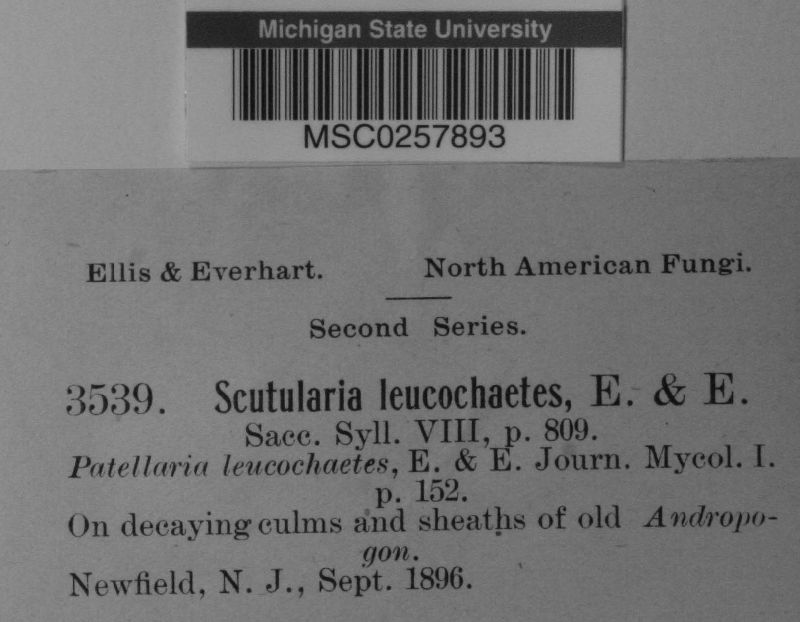 Michigan State University
MSC0257893
Ellis & Everhart. North American Fungi.
Second Series.
3539. Scutularia leucochaetes, E. & E.
Sacc. Syll. VIII, p. 809.
Patellaria leucochaetes, E. & E. Journ. Mycol. I.
p. 152.
On decaying culms and sheaths of old Andropo-
gon.
Newfield, N. J., Sept. 1896.